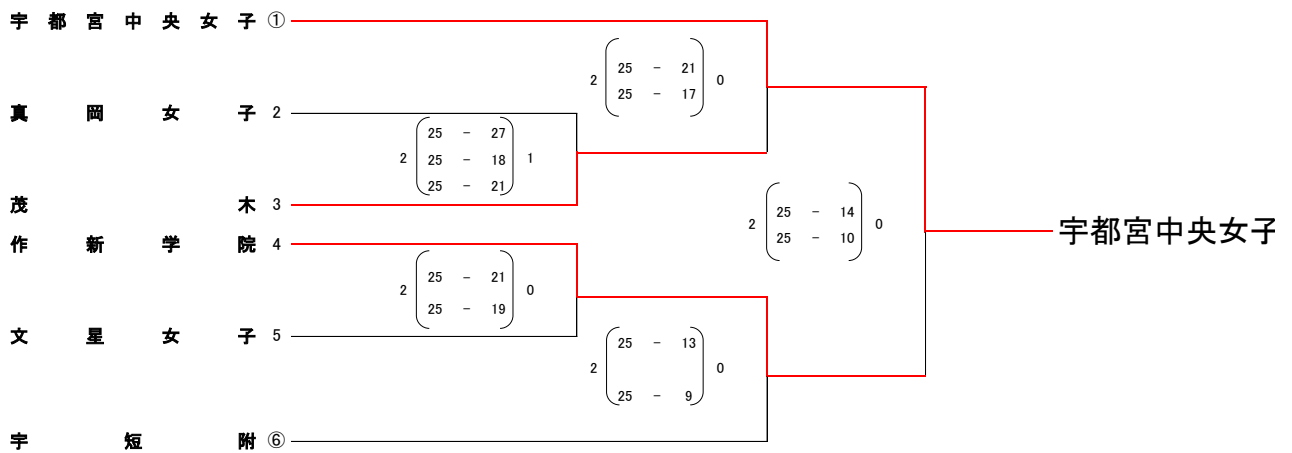 宇都宮中央女子 ①
25 - 21
2 0
25 - 17
真岡女子 2
25 - 27
2 25 - 18 1
25 - 21
茂木 3
25 - 14
2 0
25 - 10
宇都宮中央女子
作新学院 4
25 - 21
2 0
25 - 19
文星女子 5
25 - 13
2 0
25 - 9
宇短附 ⑥